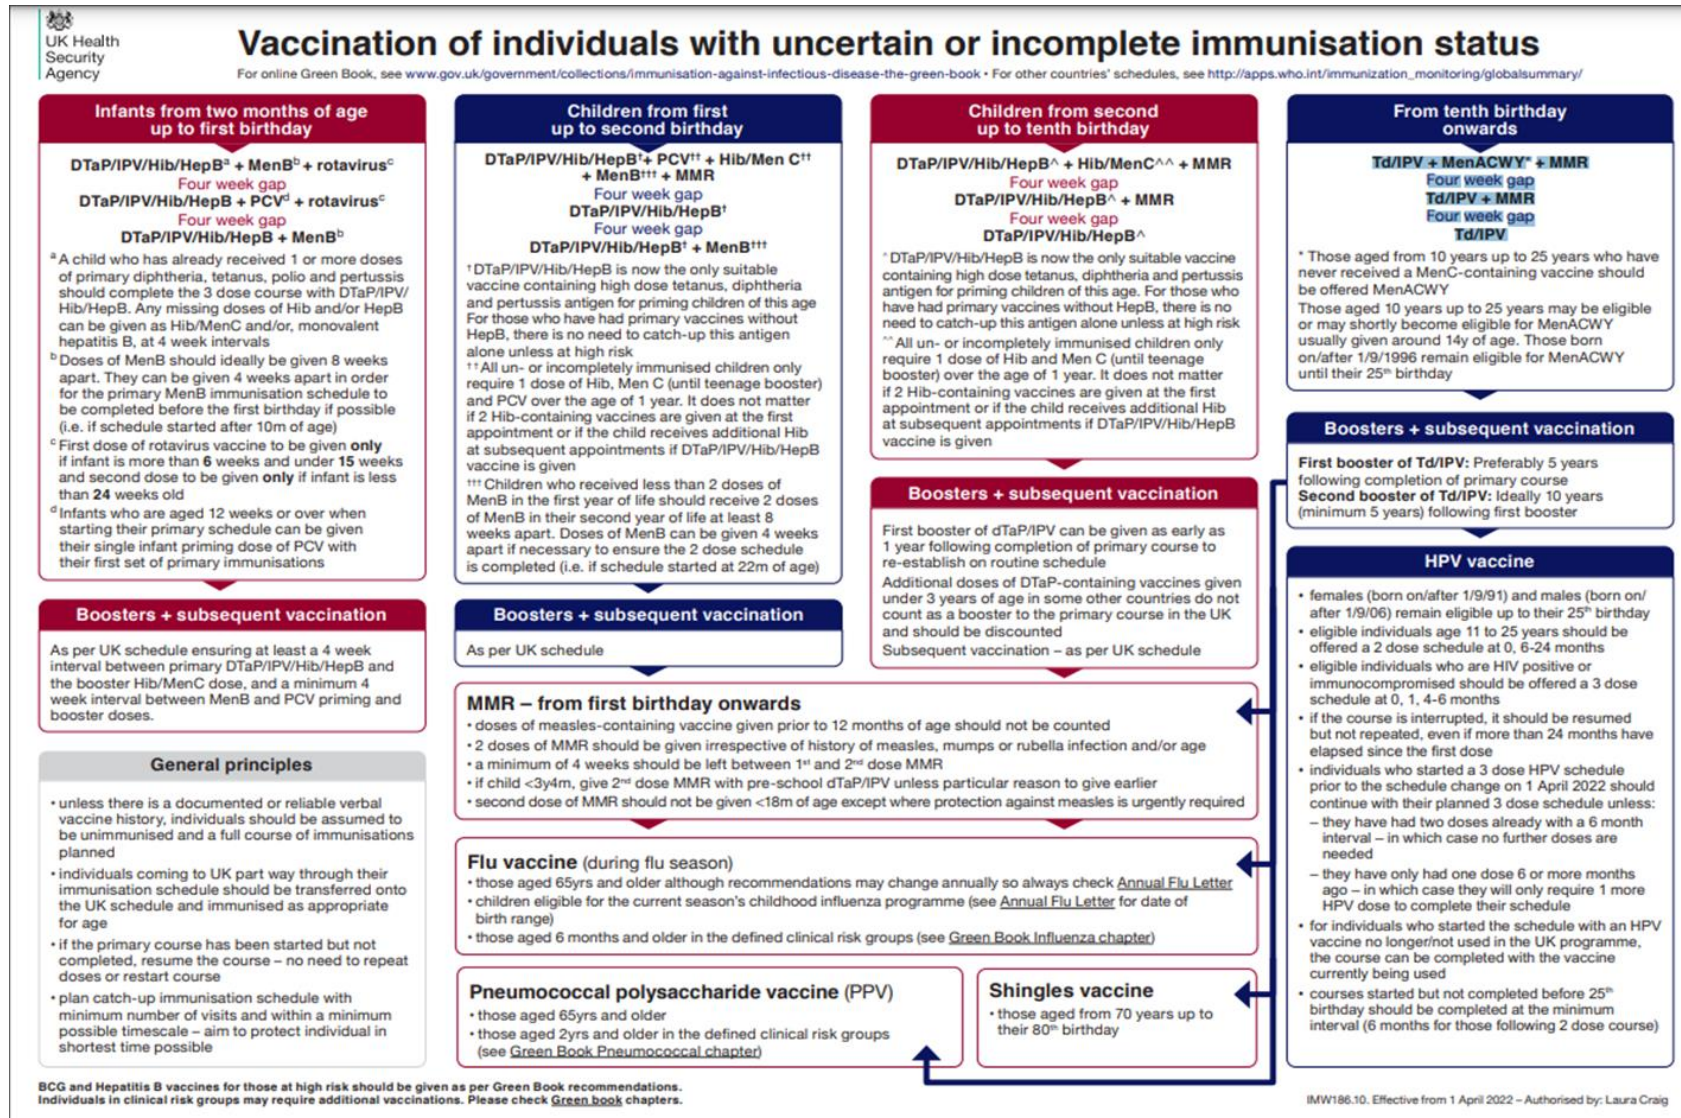 UK Health
Security
Agency
Vaccination of individuals with uncertain or incomplete immunisation status
For online Green Book, see www.gov.uk/government/collections/immunisation-against-infectious-disease-the-green-book • For other countries' schedules, see http://apps.who.int/immunization_monitoring/globalsummary/
Infants from two months of age
up to first birthday
DTaP/IPV/Hib/HepBᵃ + MenBᵇ + rotavirusᶜ
Four week gap
DTaP/IPV/Hib/HepB + PCVᵈ + rotavirusᶜ
Four week gap
DTaP/IPV/Hib/HepB + MenBᵇ
ᵃ A child who has already received 1 or more doses
of primary diphtheria, tetanus, polio and pertussis
should complete the 3 dose course with DTaP/IPV/
Hib/HepB. Any missing doses of Hib and/or HepB
can be given as Hib/MenC and/or, monovalent
hepatitis B, at 4 week intervals
ᵇ Doses of MenB should ideally be given 8 weeks
apart. They can be given 4 weeks apart in order
for the primary MenB immunisation schedule to
be completed before the first birthday if possible
(i.e. if schedule started after 10m of age)
ᶜ First dose of rotavirus vaccine to be given only
if infant is more than 6 weeks and under 15 weeks
and second dose to be given only if infant is less
than 24 weeks old
ᵈ Infants who are aged 12 weeks or over when
starting their primary schedule can be given
their single infant priming dose of PCV with
their first set of primary immunisations
Boosters + subsequent vaccination
As per UK schedule ensuring at least a 4 week
interval between primary DTaP/IPV/Hib/HepB and
the booster Hib/MenC dose, and a minimum 4
week interval between MenB and PCV priming and
booster doses.
General principles
• unless there is a documented or reliable verbal
vaccine history, individuals should be assumed to
be unimmunised and a full course of immunisations
planned
• individuals coming to UK part way through their
immunisation schedule should be transferred onto
the UK schedule and immunised as appropriate
for age
• if the primary course has been started but not
completed, resume the course – no need to repeat
doses or restart course
• plan catch-up immunisation schedule with
minimum number of visits and within a minimum
possible timescale – aim to protect individual in
shortest time possible
Children from first
up to second birthday
DTaP/IPV/Hib/HepB†+ PCV†† + Hib/Men C††
+ MenB††† + MMR
Four week gap
DTaP/IPV/Hib/HepB†
Four week gap
DTaP/IPV/Hib/HepB† + MenB†††
† DTaP/IPV/Hib/HepB is now the only suitable
vaccine containing high dose tetanus, diphtheria
and pertussis antigen for priming children of this age
For those who have had primary vaccines without
HepB, there is no need to catch-up this antigen
alone unless at high risk
†† All un- or incompletely immunised children only
require 1 dose of Hib, Men C (until teenage booster)
and PCV over the age of 1 year. It does not matter
if 2 Hib-containing vaccines are given at the first
appointment or if the child receives additional Hib
at subsequent appointments if DTaP/IPV/Hib/HepB
vaccine is given
††† Children who received less than 2 doses of
MenB in the first year of life should receive 2 doses
of MenB in their second year of life at least 8
weeks apart. Doses of MenB can be given 4 weeks
apart if necessary to ensure the 2 dose schedule
is completed (i.e. if schedule started at 22m of age)
Boosters + subsequent vaccination
As per UK schedule
Children from second
up to tenth birthday
DTaP/IPV/Hib/HepB^ + Hib/MenC^^ + MMR
Four week gap
DTaP/IPV/Hib/HepB^ + MMR
Four week gap
DTaP/IPV/Hib/HepB^
^ DTaP/IPV/Hib/HepB is now the only suitable vaccine
containing high dose tetanus, diphtheria and pertussis
antigen for priming children of this age. For those who
have had primary vaccines without HepB, there is no
need to catch-up this antigen alone unless at high risk
^^ All un- or incompletely immunised children only
require 1 dose of Hib and Men C (until teenage
booster) over the age of 1 year. It does not matter
if 2 Hib-containing vaccines are given at the first
appointment or if the child receives additional Hib
at subsequent appointments if DTaP/IPV/Hib/HepB
vaccine is given
Boosters + subsequent vaccination
First booster of dTaP/IPV can be given as early as
1 year following completion of primary course to
re-establish on routine schedule
Additional doses of DTaP-containing vaccines given
under 3 years of age in some other countries do not
count as a booster to the primary course in the UK
and should be discounted
Subsequent vaccination – as per UK schedule
MMR – from first birthday onwards
• doses of measles-containing vaccine given prior to 12 months of age should not be counted
• 2 doses of MMR should be given irrespective of history of measles, mumps or rubella infection and/or age
• a minimum of 4 weeks should be left between 1ˢᵗ and 2ⁿᵈ dose MMR
• if child <3y4m, give 2ⁿᵈ dose MMR with pre-school dTaP/IPV unless particular reason to give earlier
• second dose of MMR should not be given <18m of age except where protection against measles is urgently required
Flu vaccine (during flu season)
• those aged 65yrs and older although recommendations may change annually so always check Annual Flu Letter
• children eligible for the current season's childhood influenza programme (see Annual Flu Letter for date of
birth range)
• those aged 6 months and older in the defined clinical risk groups (see Green Book Influenza chapter)
Pneumococcal polysaccharide vaccine (PPV)
• those aged 65yrs and older
• those aged 2yrs and older in the defined clinical risk groups
(see Green Book Pneumococcal chapter)
Shingles vaccine
• those aged from 70 years up to
their 80ᵗʰ birthday
From tenth birthday
onwards
Td/IPV + MenACWY* + MMR
Four week gap
Td/IPV + MMR
Four week gap
Td/IPV
* Those aged from 10 years up to 25 years who have
never received a MenC-containing vaccine should
be offered MenACWY
Those aged 10 years up to 25 years may be eligible
or may shortly become eligible for MenACWY
usually given around 14y of age. Those born
on/after 1/9/1996 remain eligible for MenACWY
until their 25ᵗʰ birthday
Boosters + subsequent vaccination
First booster of Td/IPV: Preferably 5 years
following completion of primary course
Second booster of Td/IPV: Ideally 10 years
(minimum 5 years) following first booster
HPV vaccine
• females (born on/after 1/9/91) and males (born on/
after 1/9/06) remain eligible up to their 25ᵗʰ birthday
• eligible individuals age 11 to 25 years should be
offered a 2 dose schedule at 0, 6-24 months
• eligible individuals who are HIV positive or
immunocompromised should be offered a 3 dose
schedule at 0, 1, 4-6 months
• if the course is interrupted, it should be resumed
but not repeated, even if more than 24 months have
elapsed since the first dose
• individuals who started a 3 dose HPV schedule
prior to the schedule change on 1 April 2022 should
continue with their planned 3 dose schedule unless:
– they have had two doses already with a 6 month
interval – in which case no further doses are
needed
– they have only had one dose 6 or more months
ago – in which case they will only require 1 more
HPV dose to complete their schedule
• for individuals who started the schedule with an HPV
vaccine no longer/not used in the UK programme,
the course can be completed with the vaccine
currently being used
• courses started but not completed before 25ᵗʰ
birthday should be completed at the minimum
interval (6 months for those following 2 dose course)
BCG and Hepatitis B vaccines for those at high risk should be given as per Green Book recommendations.
Individuals in clinical risk groups may require additional vaccinations. Please check Green book chapters.
IMW186.10. Effective from 1 April 2022 – Authorised by: Laura Craig